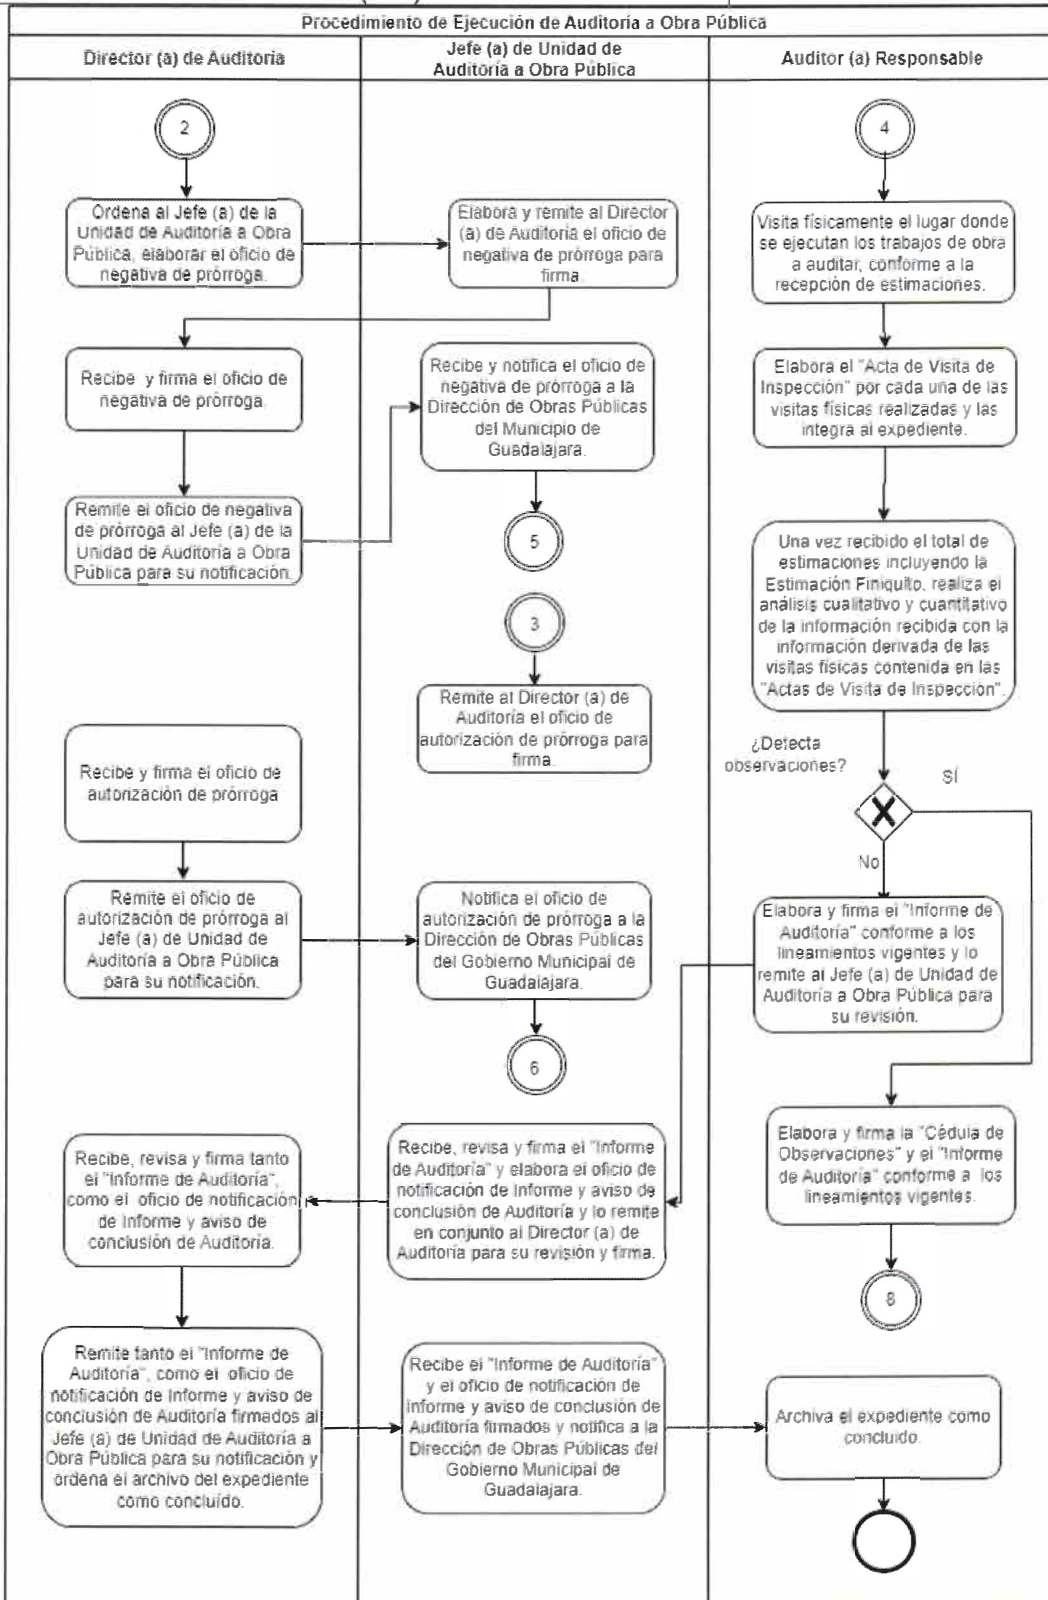 Procedimiento de Ejecución de Auditoría a Obra Pública
Director (a) de Auditoría
Jefe (a) de Unidad de
Auditoría a Obra Pública
Auditor (a) Responsable
2
Ordena al Jefe (a) de la
Unidad de Auditoría a Obra
Pública, elaborar el oficio de
negativa de prórroga.
Elabora y remite al Director
(a) de Auditoría el oficio de
negativa de prórroga para
firma.
Recibe y firma el oficio de
negativa de prórroga.
Remite el oficio de negativa
de prórroga al Jefe (a) de la
Unidad de Auditoría a Obra
Pública para su notificación.
Recibe y notifica el oficio de
negativa de prórroga a la
Dirección de Obras Públicas
del Municipio de
Guadalajara.
5
3
Remite al Director (a) de
Auditoría el oficio de
autorización de prórroga para
firma.
Recibe y firma el oficio de
autorización de prórroga
Remite el oficio de
autorización de prórroga al
Jefe (a) de Unidad de
Auditoría a Obra Pública
para su notificación.
Notifica el oficio de
autorización de prórroga a la
Dirección de Obras Públicas
del Gobierno Municipal de
Guadalajara.
6
4
Visita físicamente el lugar donde
se ejecutan los trabajos de obra
a auditar, conforme a la
recepción de estimaciones.
Elabora el "Acta de Visita de
Inspección" por cada una de las
visitas físicas realizadas y las
integra al expediente.
Una vez recibido el total de
estimaciones incluyendo la
Estimación Finiquito, realiza el
análisis cualitativo y cuantitativo
de la información recibida con la
información derivada de las
visitas físicas contenida en las
"Actas de Visita de Inspección".
¿Detecta
observaciones?
SÍ
No
Elabora y firma el "Informe de
Auditoría" conforme a los
lineamientos vigentes y lo
remite al Jefe (a) de Unidad de
Auditoría a Obra Pública para
su revisión.
Elabora y firma la "Cédula de
Observaciones" y el "Informe
de Auditoría" conforme a los
lineamientos vigentes.
8
Recibe, revisa y firma el "Informe
de Auditoría" y elabora el oficio de
notificación de Informe y aviso de
conclusión de Auditoría y lo remite
en conjunto al Director (a) de
Auditoría para su revisión y firma.
Recibe, revisa y firma tanto
el "Informe de Auditoría",
como el oficio de notificación
de Informe y aviso de
conclusión de Auditoría.
Remite tanto el "Informe de
Auditoría", como el oficio de
notificación de Informe y aviso de
conclusión de Auditoría firmados al
Jefe (a) de Unidad de Auditoría a
Obra Pública para su notificación y
ordena el archivo del expediente
como concluído.
Recibe el "Informe de Auditoría"
y el oficio de notificación de
informe y aviso de conclusión de
Auditoría firmados y notifica a la
Dirección de Obras Públicas del
Gobierno Municipal de
Guadalajara.
Archiva el expediente como
concluido.